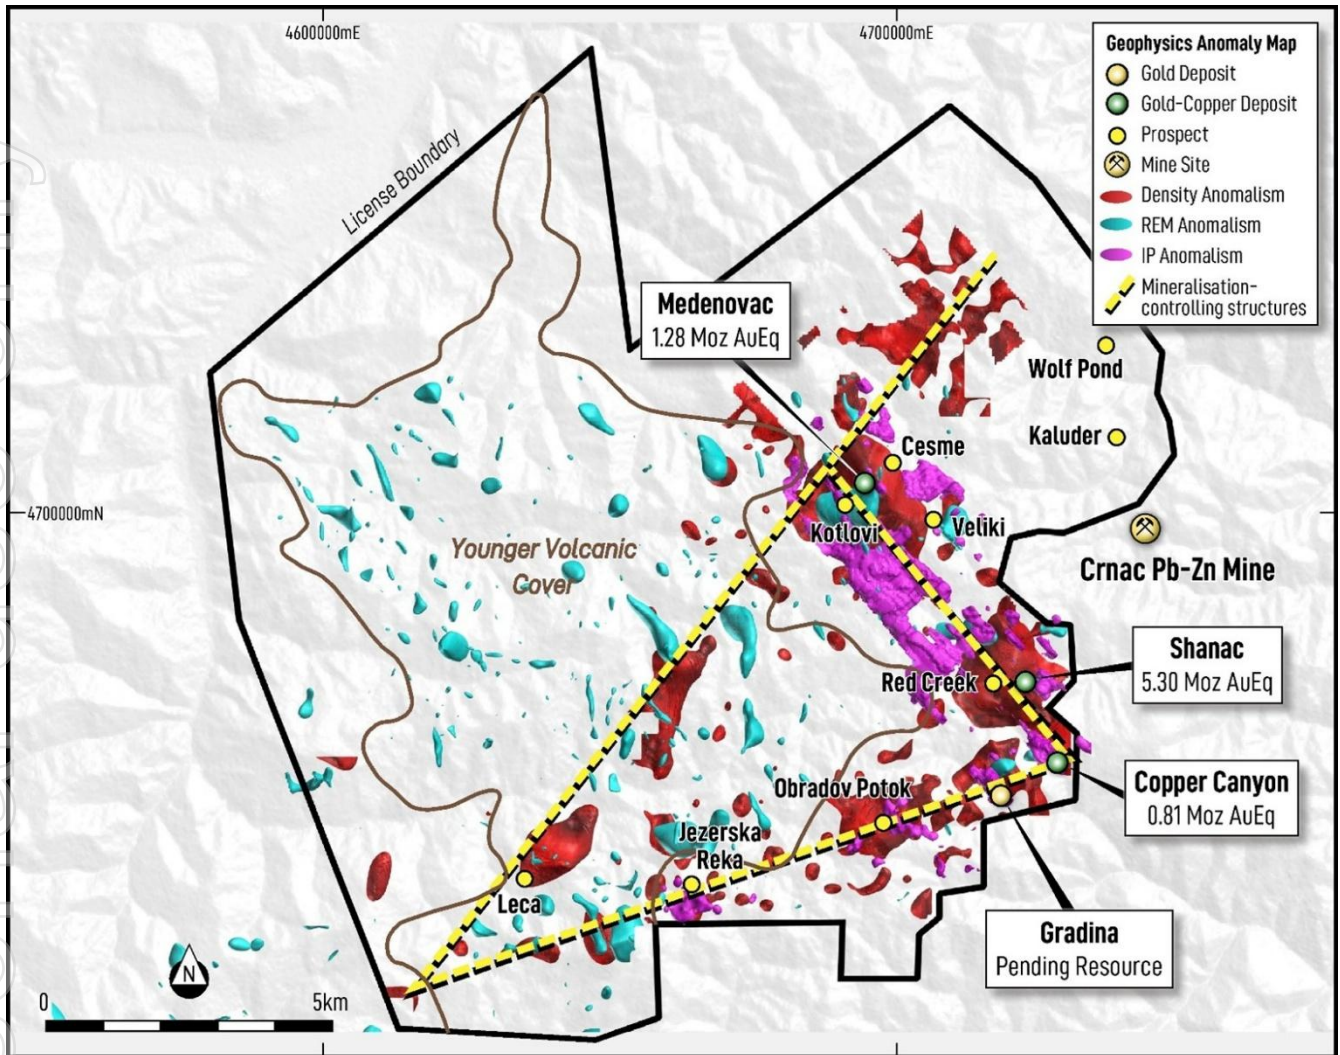 4600000mE
4700000mE
Geophysics Anomaly Map
Gold Deposit
Gold-Copper Deposit
Prospect
Mine Site
Density Anomalism
REM Anomalism
IP Anomalism
Mineralisation-
controlling structures
License Boundary
Medenovac
1.28 Moz AuEq
Wolf Pond
Kaluder
Cesme
4700000mN
Kotlovi
Veliki
Younger Volcanic
Cover
Crnac Pb-Zn Mine
Shanac
5.30 Moz AuEq
Red Creek
Copper Canyon
0.81 Moz AuEq
Obradov Potok
Jezerska
Reka
Leca
Gradina
Pending Resource
N
0
5km